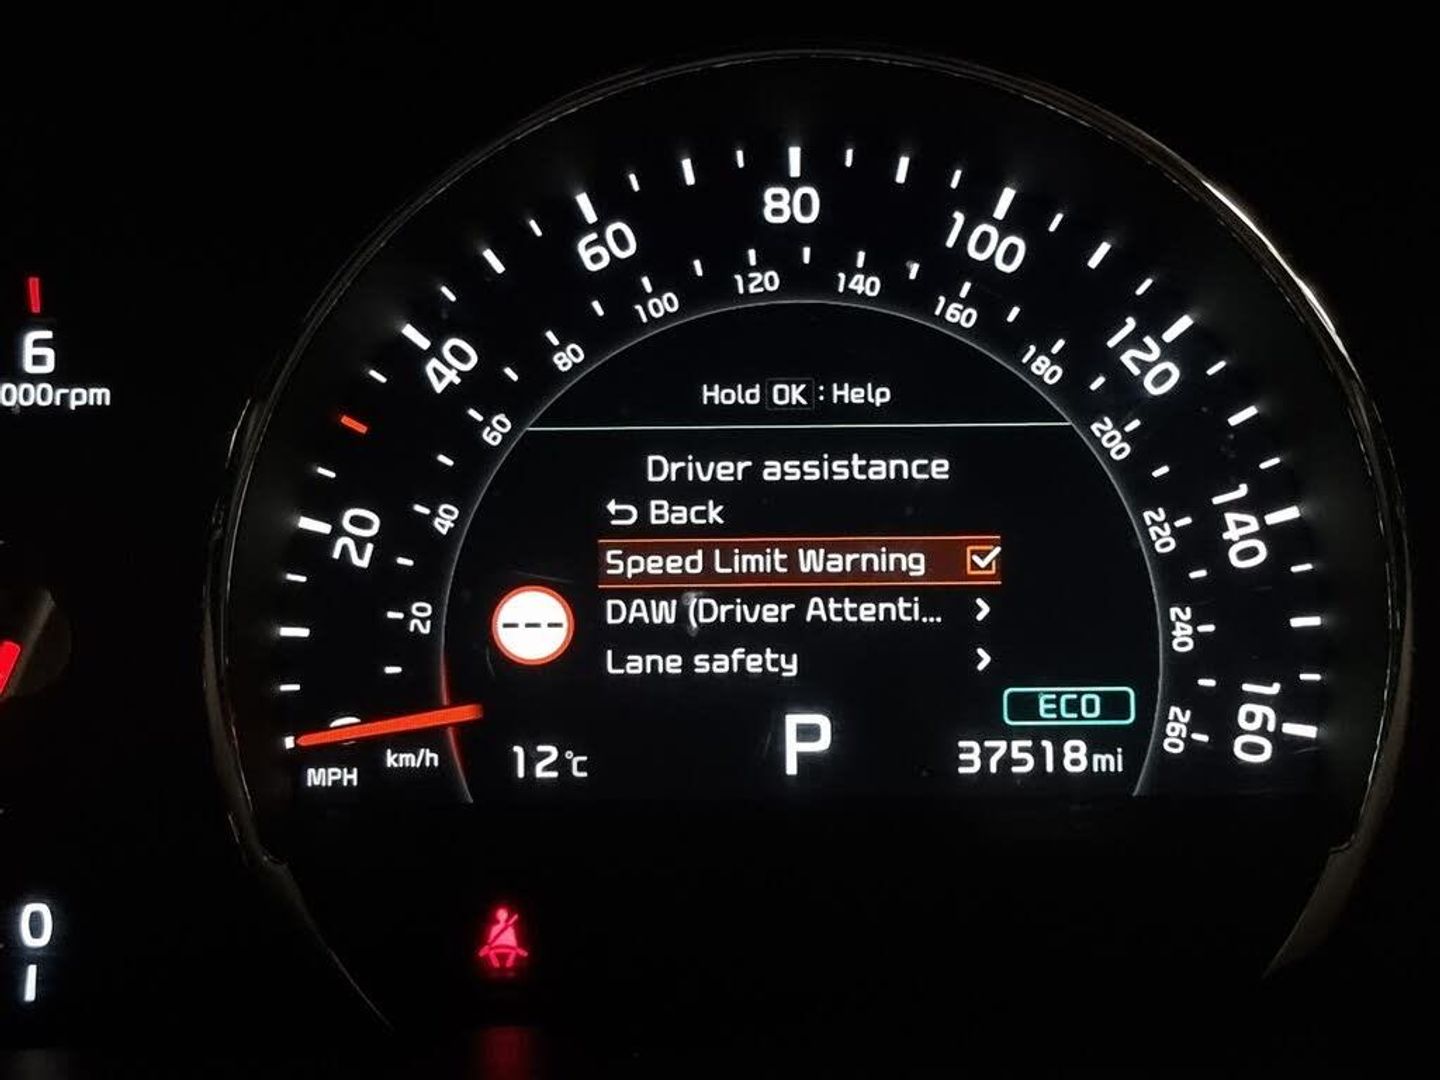 6
000rpm
0
20
40
60
80
100
120
140
160
20
40
60
80
100
120
140
160
180
200
220
240
260
MPH
km/h
Hold OK : Help
Driver assistance
Back
Speed Limit Warning
DAW (Driver Attenti...
Lane safety
---
ECO
12°C
P
37518mi